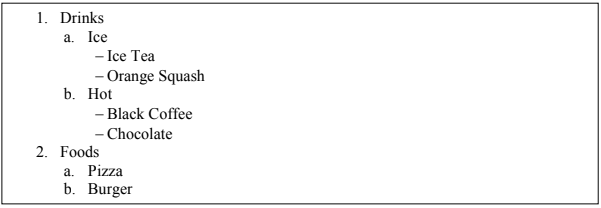 1. Drinks
a. Ice
– Ice Tea
– Orange Squash
b. Hot
– Black Coffee
– Chocolate
2. Foods
a. Pizza
b. Burger